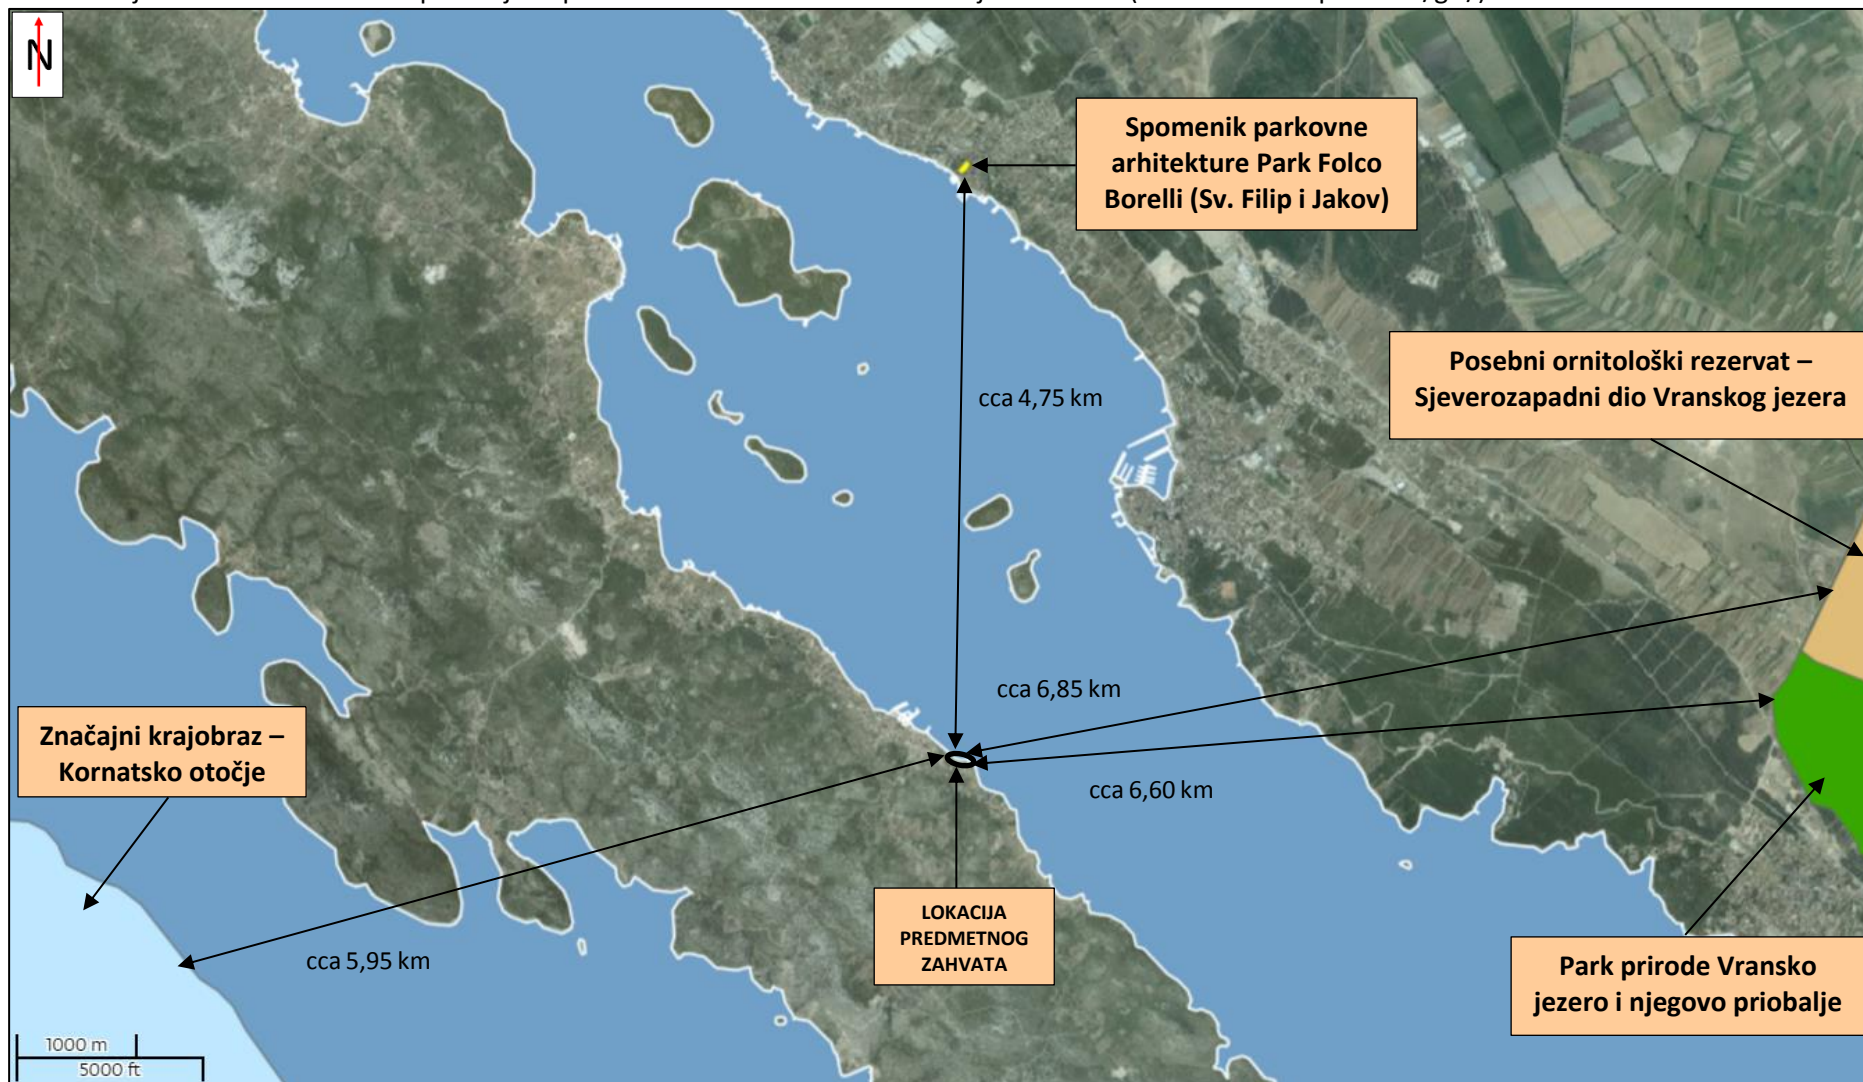 N
Spomenik parkovne
arhitekture Park Folco
Borelli (Sv. Filip i Jakov)
Posebni ornitološki rezervat –
Sjeverozapadni dio Vranskog jezera
cca 4,75 km
cca 6,85 km
cca 6,60 km
Značajni krajobraz –
Kornatsko otočje
cca 5,95 km
LOKACIJA
PREDMETNOG
ZAHVATA
Park prirode Vransko
jezero i njegovo priobalje
1000 m
5000 ft